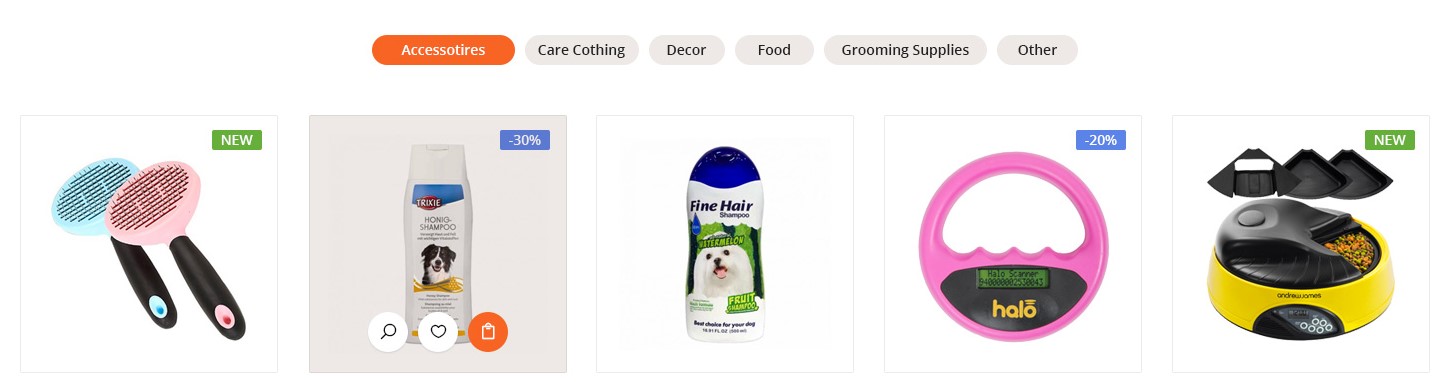 Accessotires
Care Cothing
Decor
Food
Grooming Supplies
Other
NEW
-30%
TRIXIE
HONIG-
SHAMPOO
Fine Hair
Shampoo
WATERMELON
FRUIT
SHAMPOO
Best choice for your dog
-20%
Halo Scanner
halo
NEW
andrewjames